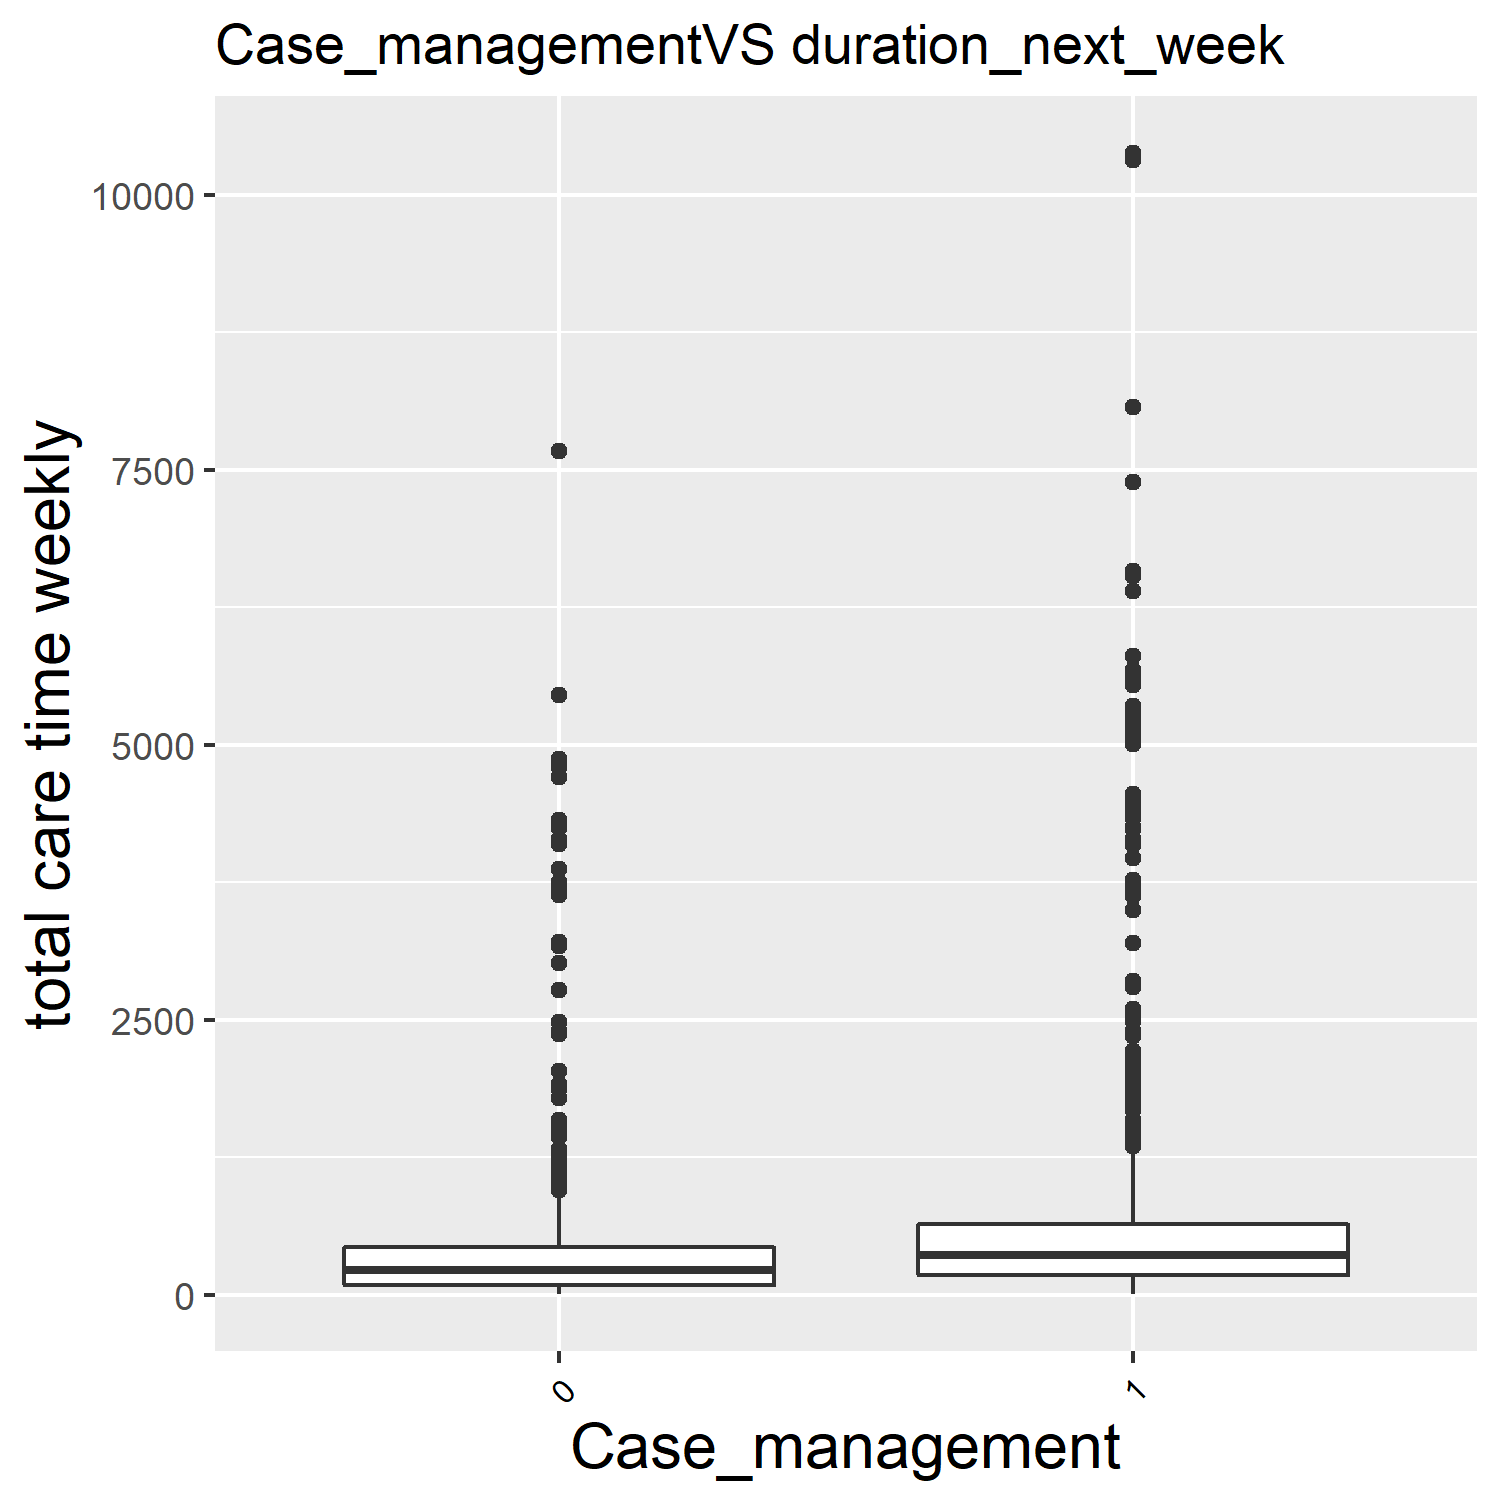 Case_managementVS duration_next_week
total care time weekly
10000
7500
5000
2500
0
0
1
Case_management